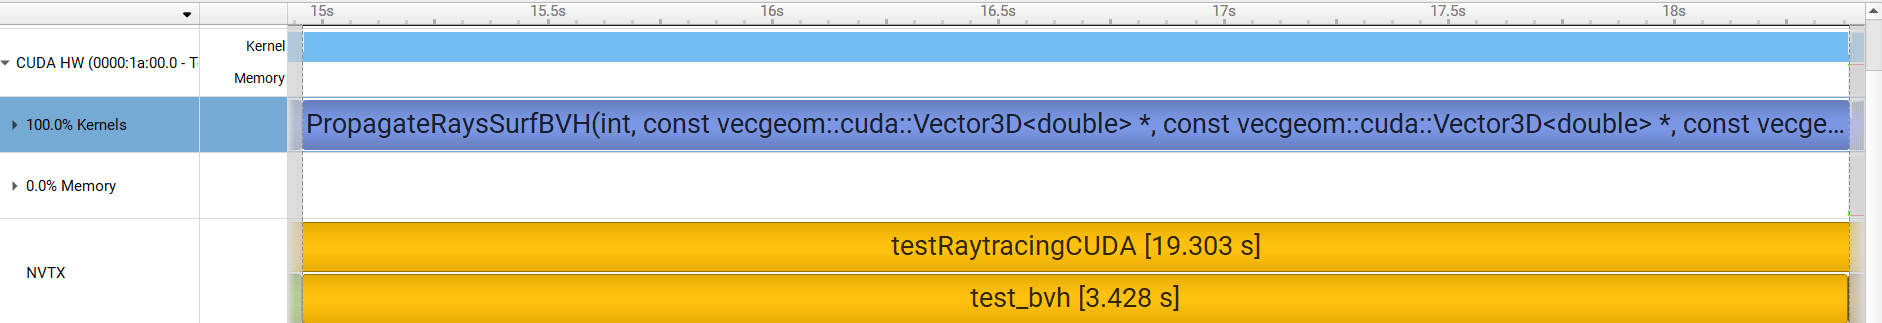 15s 15.5s 16s 16.5s 17s 17.5s 18s
Kernel
CUDA HW (0000:1a:00.0 - T
Memory
100.0% Kernels
PropagateRaysSurfBVH(int, const vecgeom::cuda::Vector3D<double> *, const vecgeom::cuda::Vector3D<double> *, const vecge...
0.0% Memory
testRaytracingCUDA [19.303 s]
NVTX
test_bvh [3.428 s]